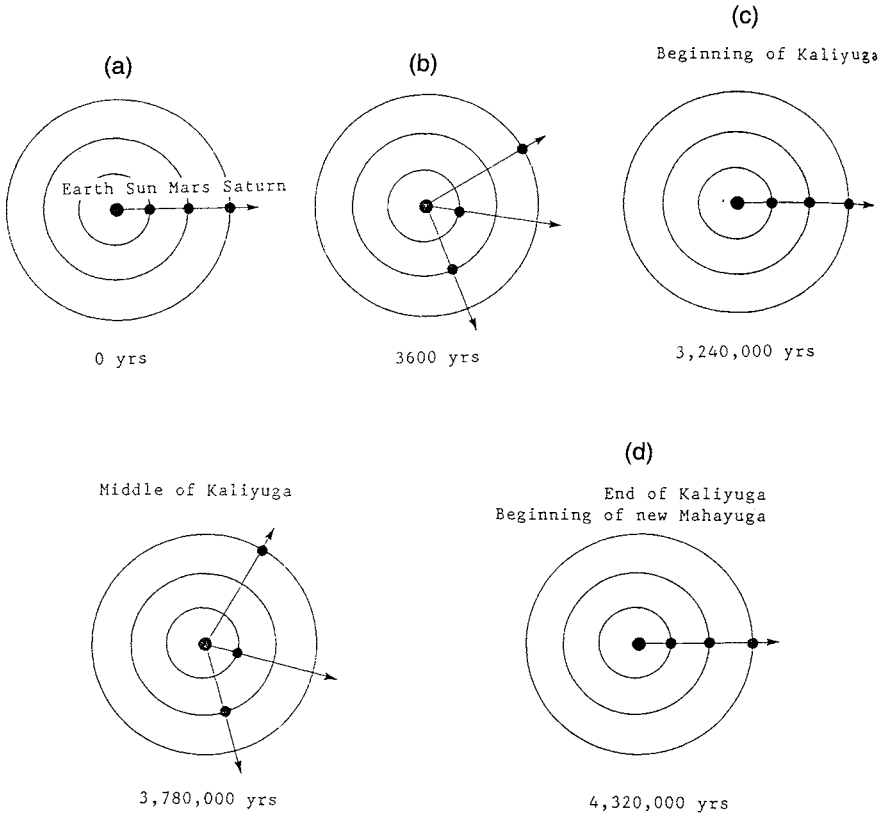 (a)
(b)
(c)
Beginning of Kaliyuga
Earth Sun Mars Saturn
0 yrs
3600 yrs
3,240,000 yrs
Middle of Kaliyuga
(d)
End of Kaliyuga
Beginning of new Mahayuga
3,780,000 yrs
4,320,000 yrs